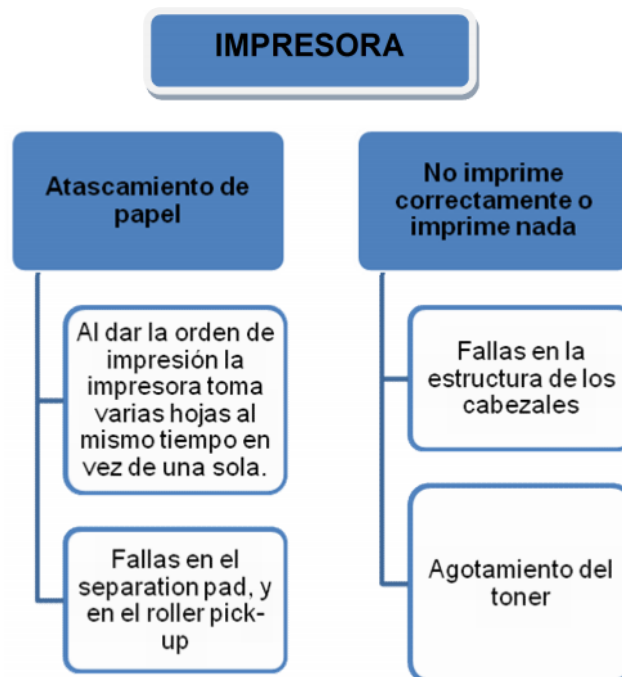 IMPRESORA
Atascamiento de
papel
Al dar la orden de
impresión la
impresora toma
varias hojas al
mismo tiempo en
vez de una sola.
Fallas en el
separation pad, y
en el roller pick-
up
No imprime
correctamente o
imprime nada
Fallas en la
estructura de los
cabezales
Agotamiento del
toner